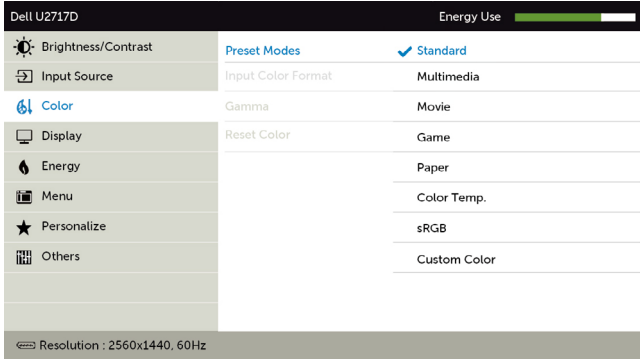 Dell U2717D Energy Use
Brightness/Contrast
Input Source
Color
Display
Energy
Menu
Personalize
Others
Preset Modes
Input Color Format
Gamma
Reset Color
Standard
Multimedia
Movie
Game
Paper
Color Temp.
sRGB
Custom Color
Resolution : 2560x1440, 60Hz